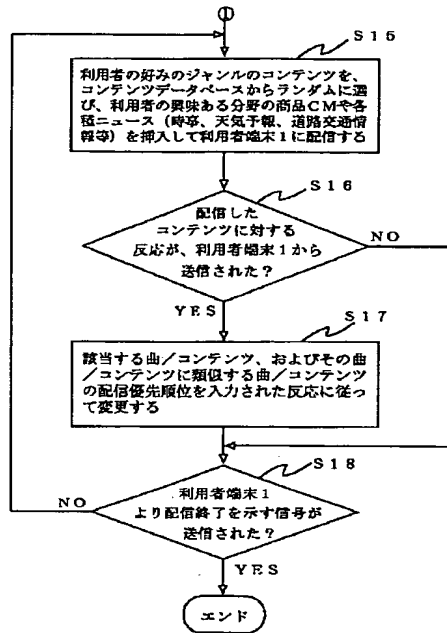 ①
S15
利用者の好みのジャンルのコンテンツを、
コンテンツデータベースからランダムに選
び、利用者の興味ある分野の商品CMや各
種ニュース(時事、天気予報、道路交通情
報等)を挿入して利用者端末1に配信する
S16
配信した
コンテンツに対する
反応が、利用者端末1から
送信された?
NO
YES
S17
該当する曲/コンテンツ、およびその曲
/コンテンツに類似する曲/コンテンツ
の配信優先順位を入力された反応に従っ
て変更する
S18
利用者端末1
より配信終了を示す信号が
送信された?
NO
YES
エンド